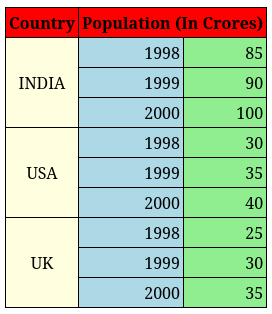 Country Population (In Crores)
INDIA 1998 85
1999 90
2000 100
USA 1998 30
1999 35
2000 40
UK 1998 25
1999 30
2000 35